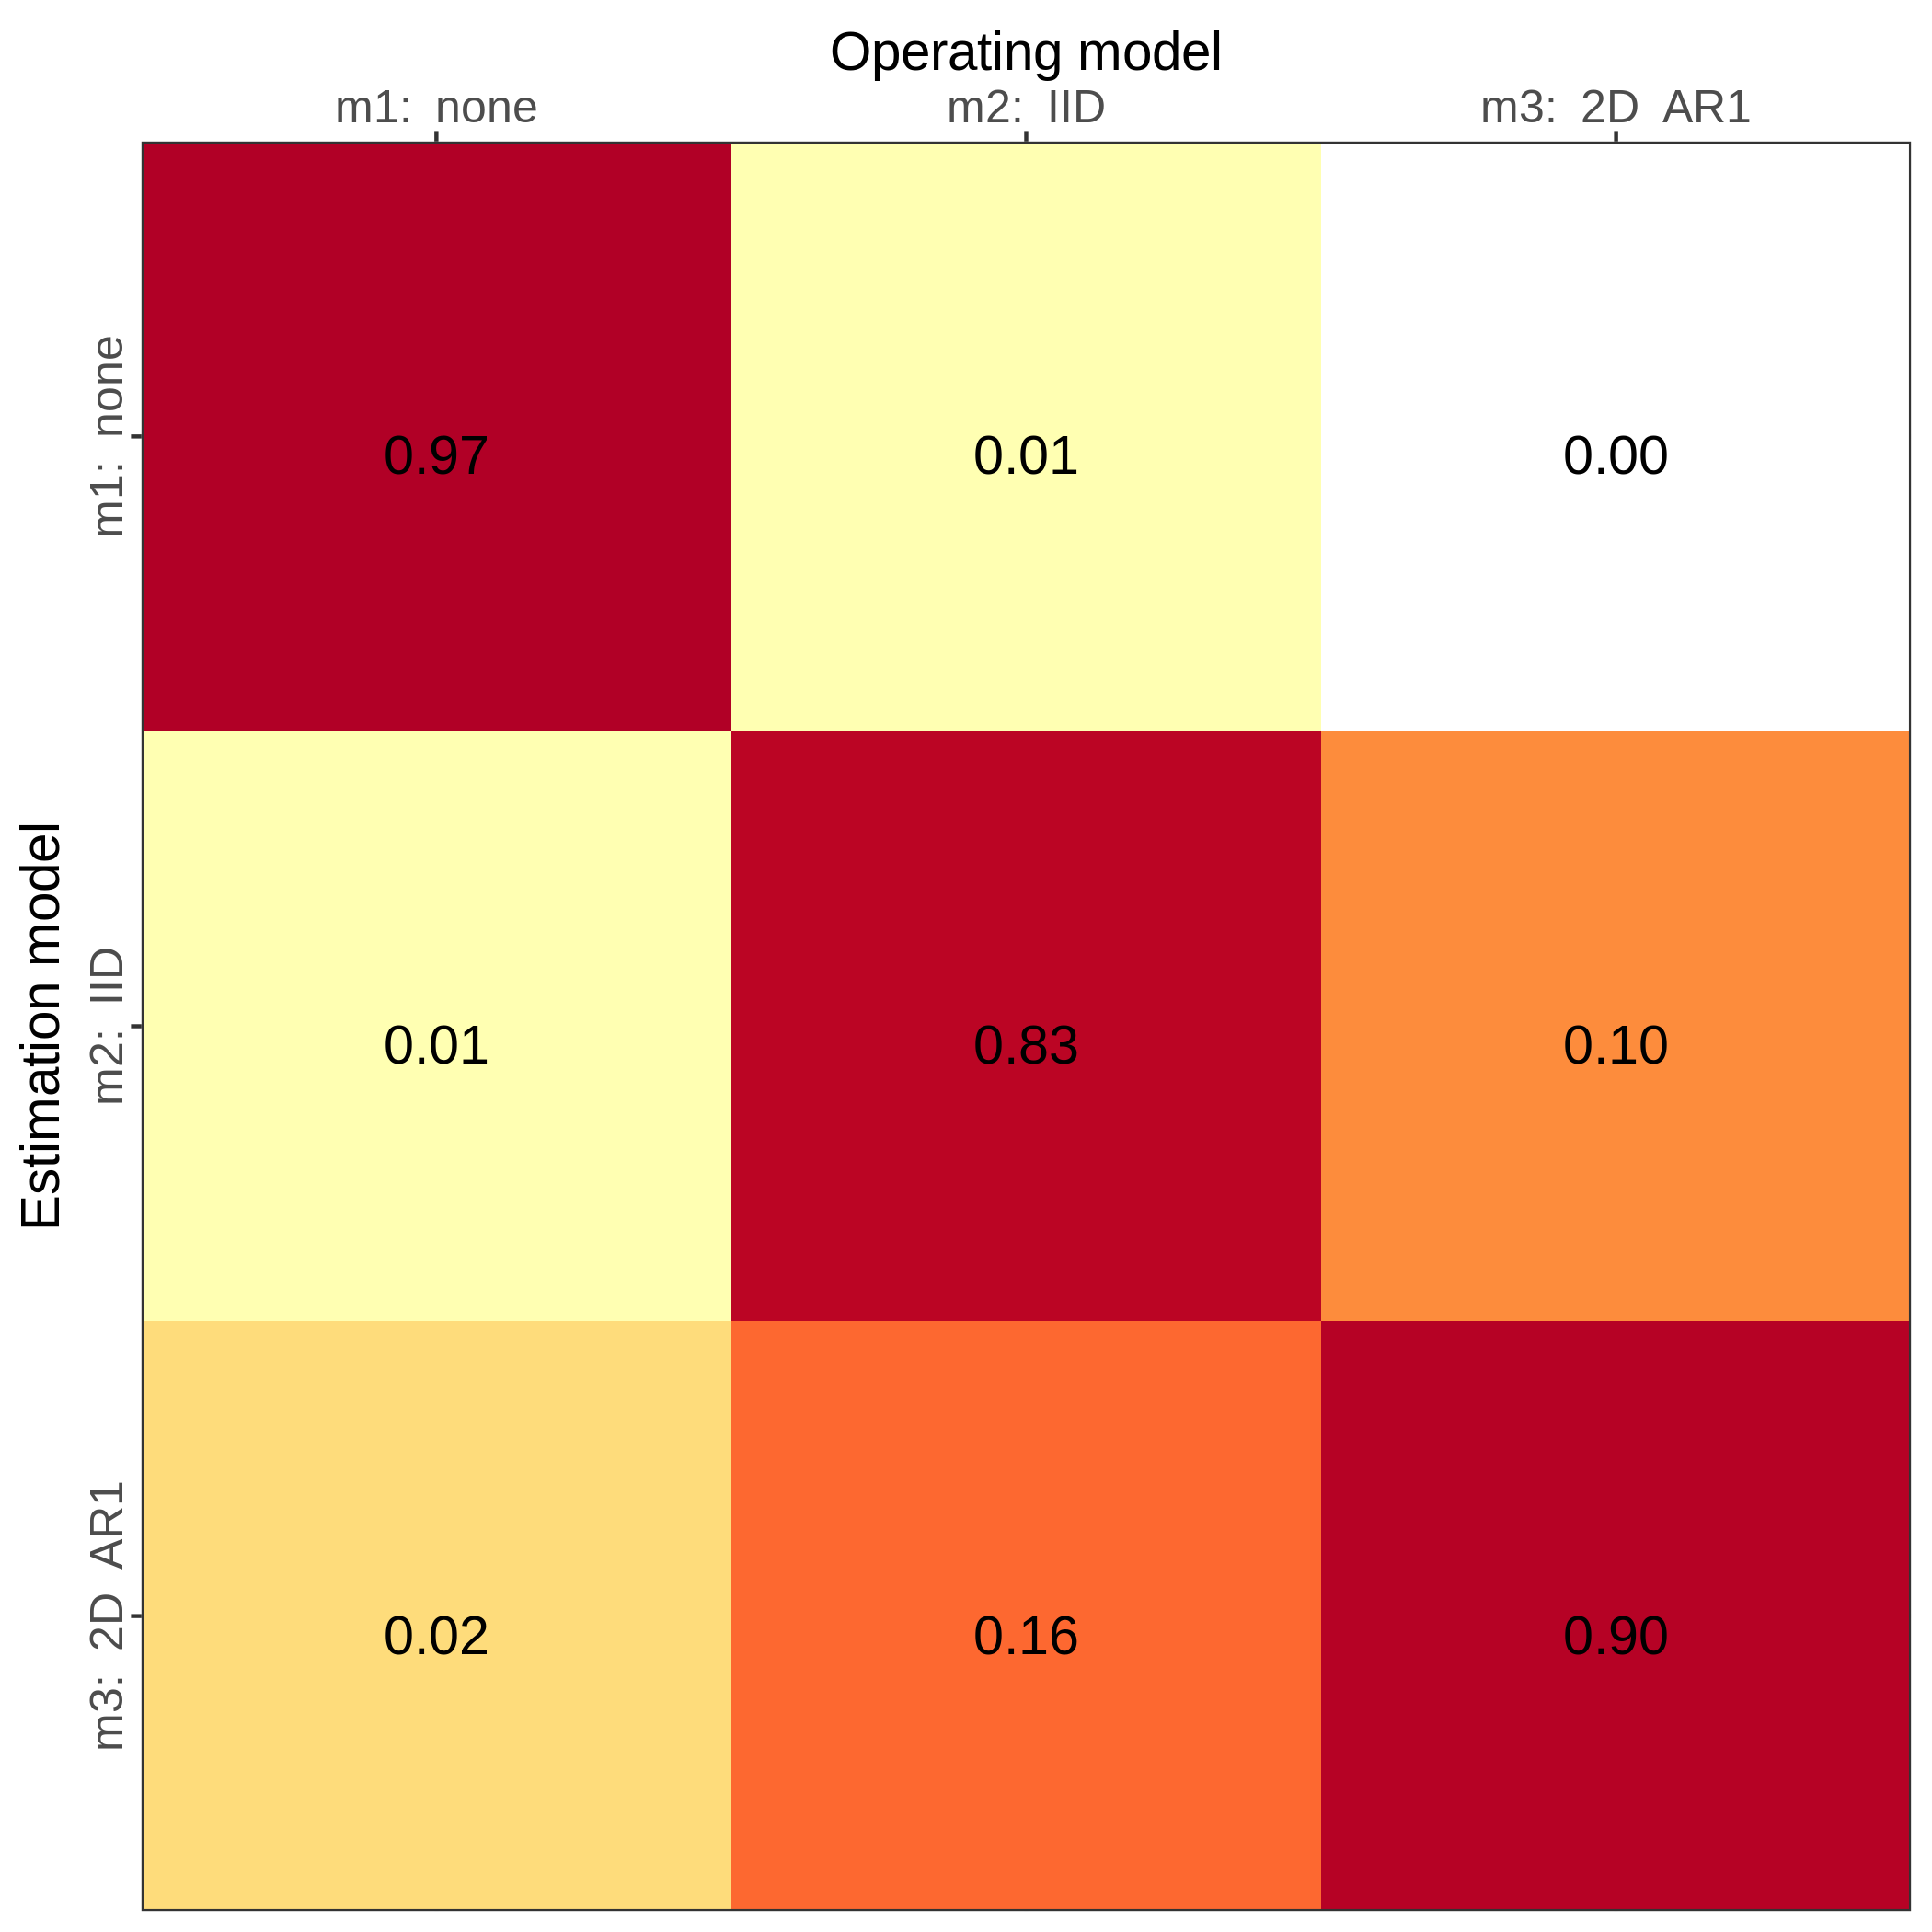 Operating model
m1: none m2: IID m3: 2D AR1
Estimation model
m1: none
0.97 0.01 0.00
m2: IID
0.01 0.83 0.10
m3: 2D AR1
0.02 0.16 0.90